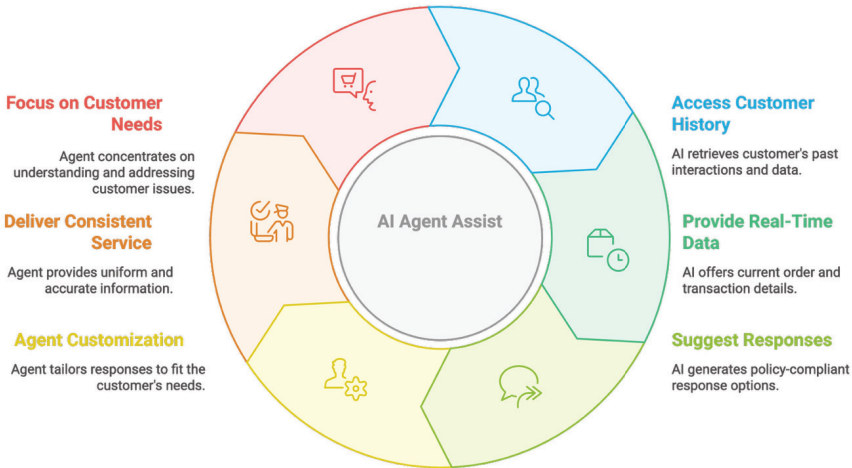 Focus on Customer
Needs
Agent concentrates on
understanding and addressing
customer issues.
Deliver Consistent
Service
Agent provides uniform and
accurate information.
Agent Customization
Agent tailors responses to fit the
customer's needs.
AI Agent Assist
Access Customer
History
AI retrieves customer's past
interactions and data.
Provide Real-Time
Data
AI offers current order and
transaction details.
Suggest Responses
AI generates policy-compliant
response options.